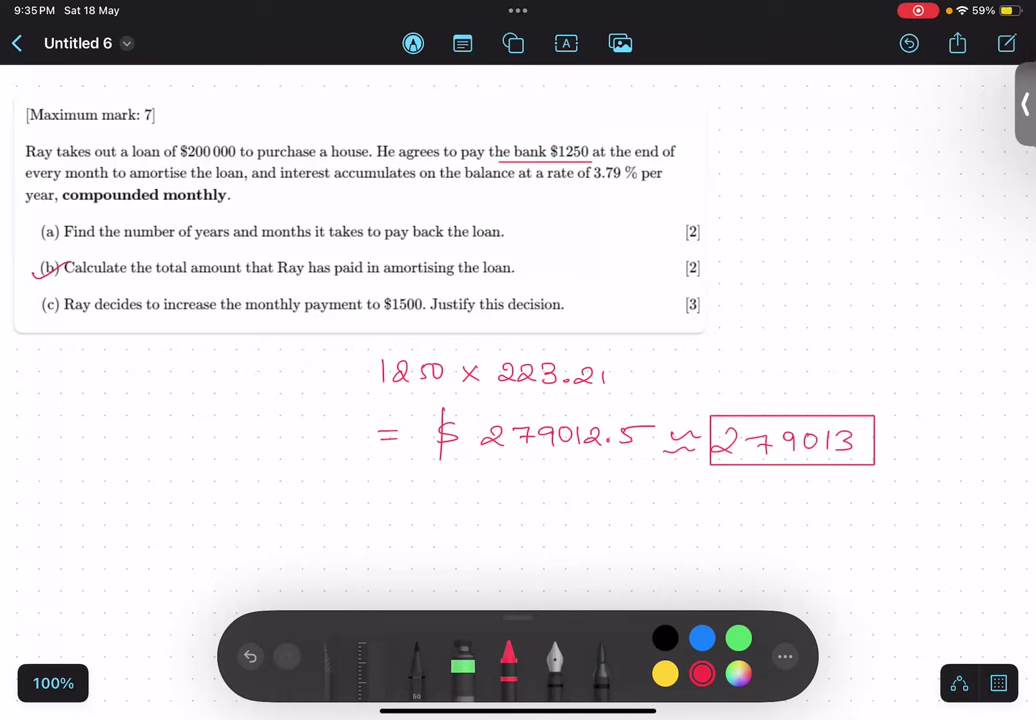 9:35 PM Sat 18 May
59%
Untitled 6
[Maximum mark: 7]
Ray takes out a loan of $200 000 to purchase a house. He agrees to pay the bank $1250 at the end of
every month to amortise the loan, and interest accumulates on the balance at a rate of 3.79 % per
year, compounded monthly.
(a) Find the number of years and months it takes to pay back the loan. [2]
(b) Calculate the total amount that Ray has paid in amortising the loan. [2]
(c) Ray decides to increase the monthly payment to $1500. Justify this decision. [3]
1250 × 223.21
= $ 279012.5 ≈ 279013
50
100%